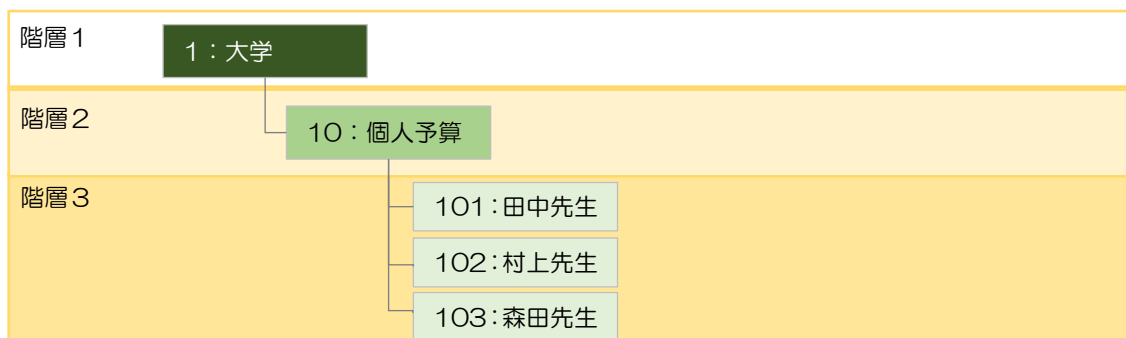 階層1
1：大学
階層2
10：個人予算
階層3
101：田中先生
102：村上先生
103：森田先生